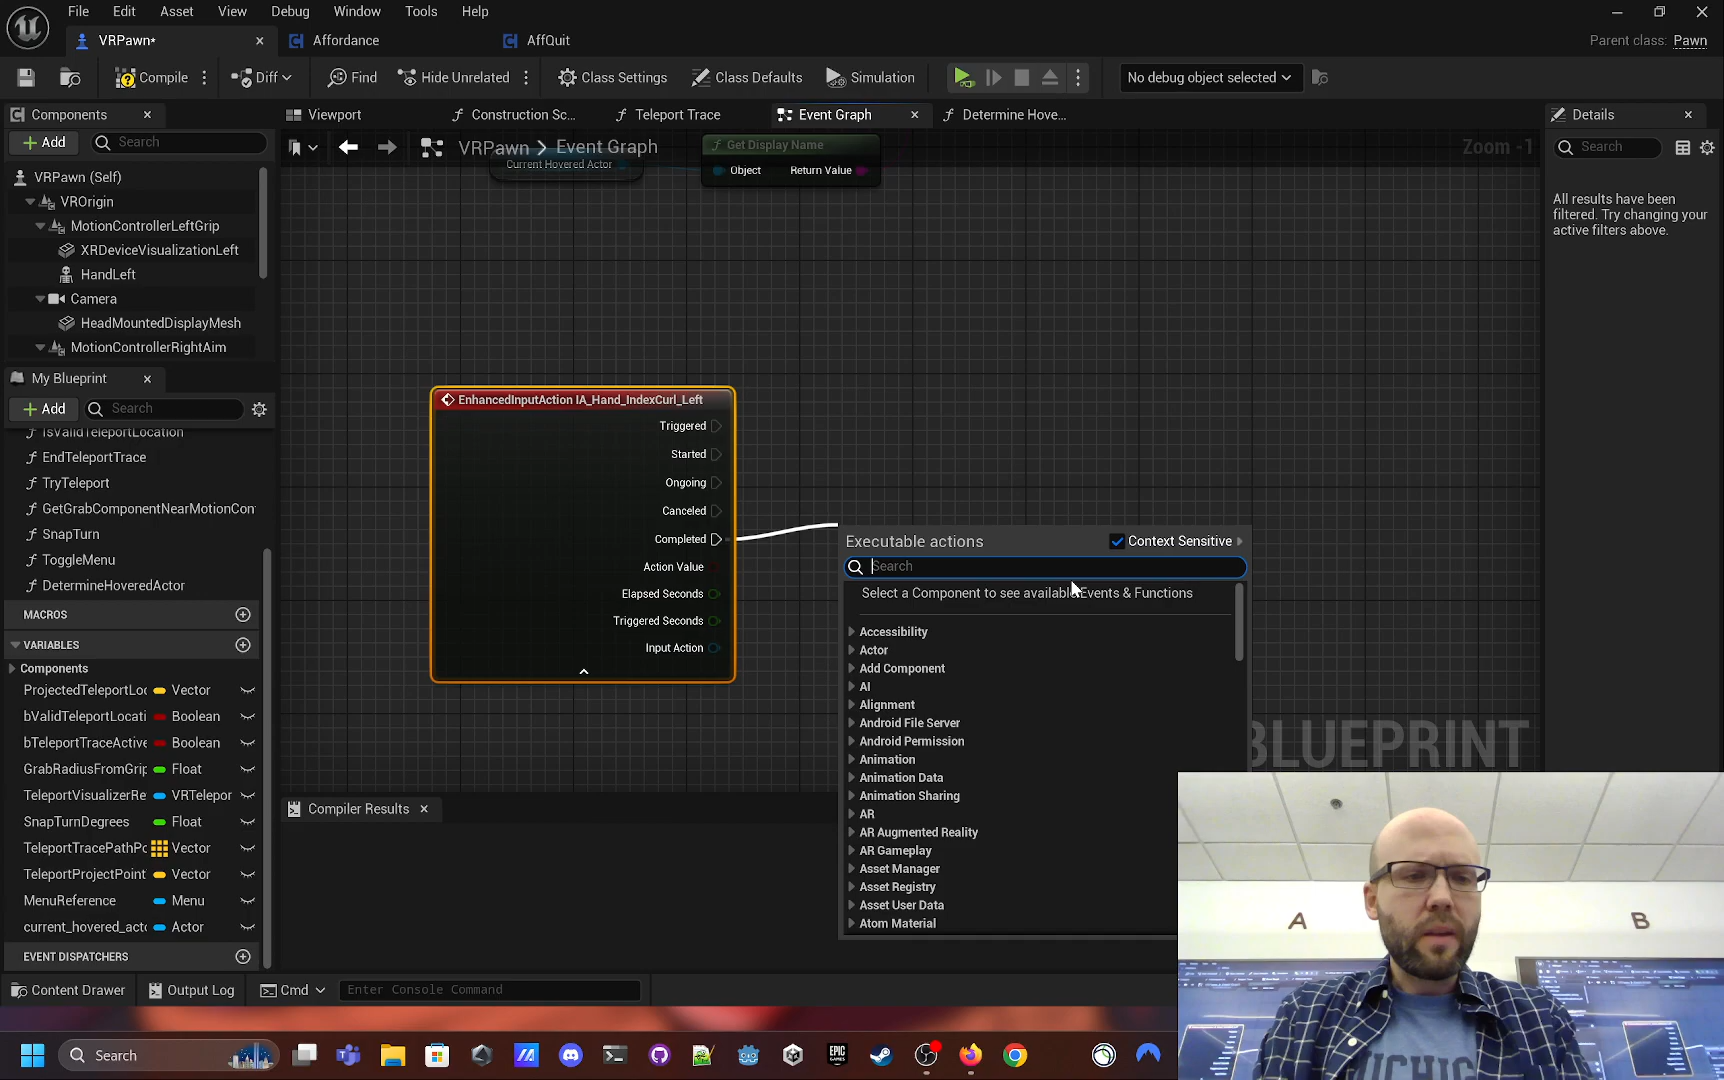 File Edit Asset View Debug Window Tools Help
VRPawn* Affordance AffQuit Parent class: Pawn
Compile Diff Find Hide Unrelated Class Settings Class Defaults Simulation No debug object selected
Components Viewport Construction Sc... Teleport Trace Event Graph Determine Hove... Details
Add Search VRPawn > Event Graph Zoom -1 Search
Get Display Name
Current Hovered Actor
Object Return Value
VRPawn (Self)
VROrigin
MotionControllerLeftGrip
XRDeviceVisualizationLeft
HandLeft
Camera
HeadMountedDisplayMesh
MotionControllerRightAim
All results have been
filtered. Try changing your
active filters above.
My Blueprint
Add Search
IsValidTeleportLocation
EndTeleportTrace
TryTeleport
GetGrabComponentNearMotionCon
SnapTurn
ToggleMenu
DetermineHoveredActor
MACROS
VARIABLES
Components
ProjectedTeleportLoc Vector
bValidTeleportLocati Boolean
bTeleportTraceActive Boolean
GrabRadiusFromGrip Float
TeleportVisualizerRe VRTelepor
SnapTurnDegrees Float
TeleportTracePathPo Vector
TeleportProjectPoint Vector
MenuReference Menu
current_hovered_acto Actor
EVENT DISPATCHERS
EnhancedInputAction IA_Hand_IndexCurl_Left
Triggered
Started
Ongoing
Canceled
Completed
Action Value
Elapsed Seconds
Triggered Seconds
Input Action
Executable actions Context Sensitive
Search
Select a Component to see available Events & Functions
Accessibility
Actor
Add Component
AI
Alignment
Android File Server
Android Permission
Animation
Animation Data
Animation Sharing
AR
AR Augmented Reality
AR Gameplay
Asset Manager
Asset Registry
Asset User Data
Atom Material
BLUEPRINT
Compiler Results
A B
Content Drawer Output Log Cmd Enter Console Command
Search
EPIC
GAMES